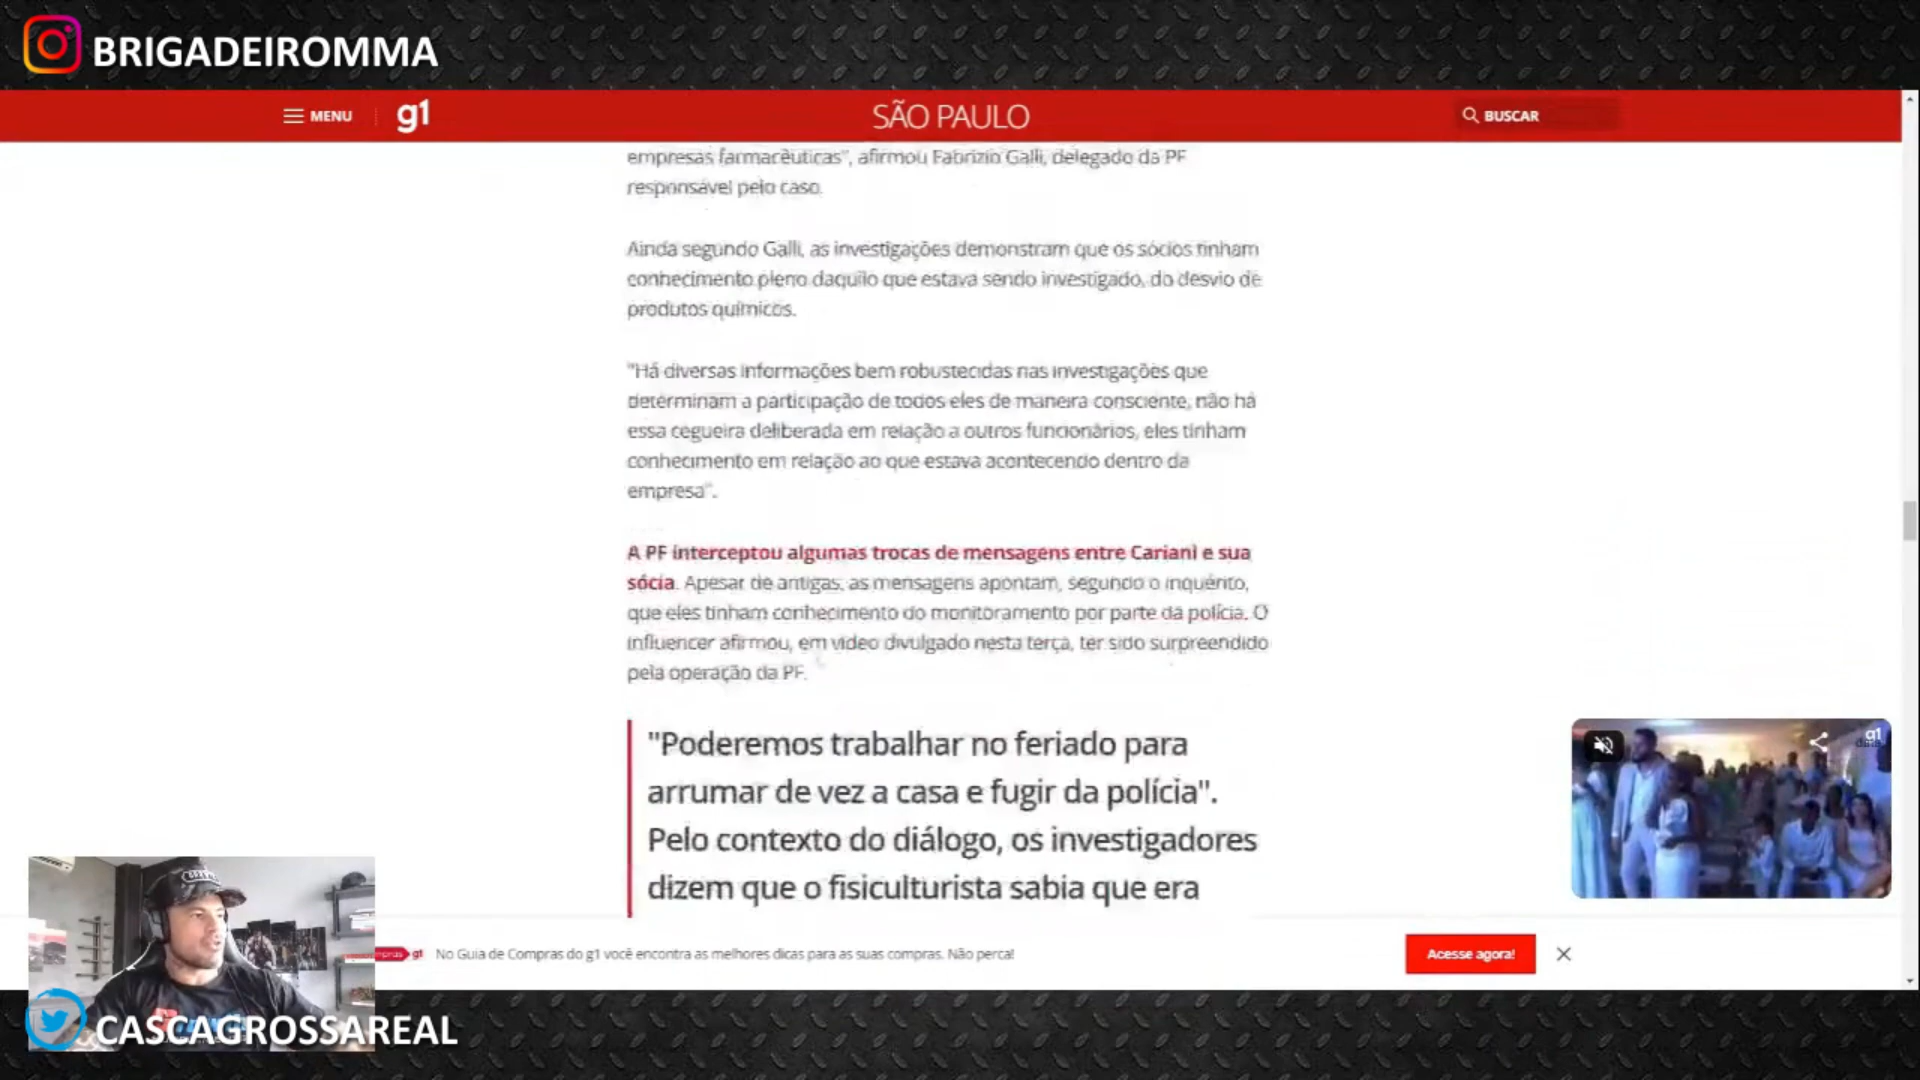 BRIGADEIROMMA
MENU
g1
SÃO PAULO
BUSCAR
empresas farmacêuticas", afirmou Fabrizio Galli, delegado da PF
responsável pelo caso.
Ainda segundo Galli, as investigações demonstram que os sócios tinham
conhecimento pleno daquilo que estava sendo investigado, do desvio de
produtos químicos.
"Há diversas informações bem robustecidas nas investigações que
determinam a participação de todos eles de maneira consciente, não há
essa cegueira deliberada em relação a outros funcionários, eles tinham
conhecimento em relação ao que estava acontecendo dentro da
empresa".
A PF interceptou algumas trocas de mensagens entre Cariani e sua
sócia. Apesar de antigas, as mensagens apontam, segundo o inquérito,
que eles tinham conhecimento do monitoramento por parte da polícia. O
influencer afirmou, em vídeo divulgado nesta terça, ter sido surpreendido
pela operação da PF.
"Poderemos trabalhar no feriado para
arrumar de vez a casa e fugir da polícia".
Pelo contexto do diálogo, os investigadores
dizem que o fisiculturista sabia que era
g1
No Guia de Compras do g1 você encontra as melhores dicas para as suas compras. Não perca!
Acesse agora!
CASCAGROSSAREAL